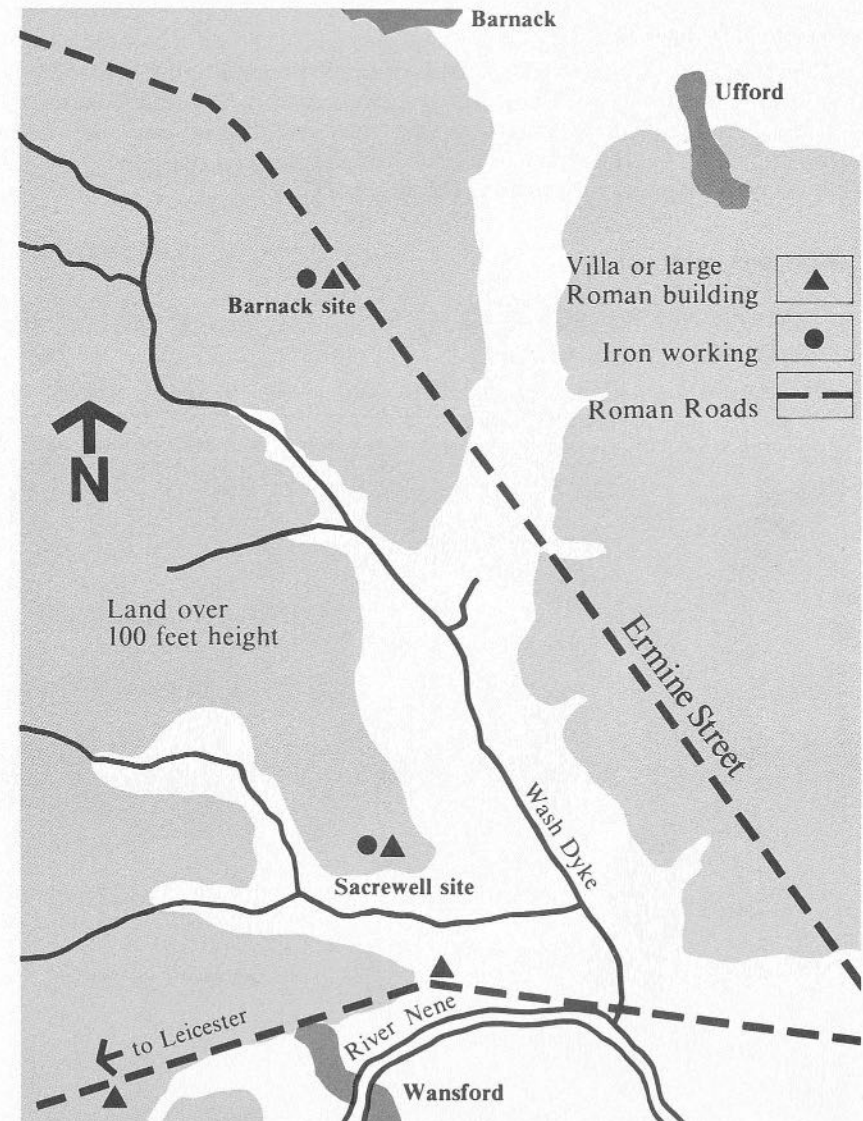 Barnack
Ufford
Villa or large
Roman building
Barnack site
Iron working
Roman Roads
N
Land over
100 feet height
Ermine Street
Wash Dyke
Sacrewell site
to Leicester
River Nene
Wansford